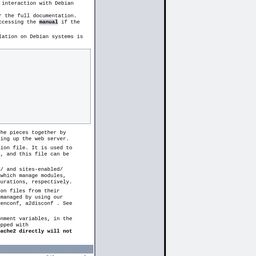 interaction with Debian
r the full documentation.
ccessing the manual if the
lation on Debian systems is
he pieces together by
ing up the web server.
ion file. It is used to
, and this file can be
/ and sites-enabled/
which manage modules,
urations, respectively.
on files from their
managed by using our
enconf, a2disconf . See
nment variables, in the
pped with
ache2 directly will not